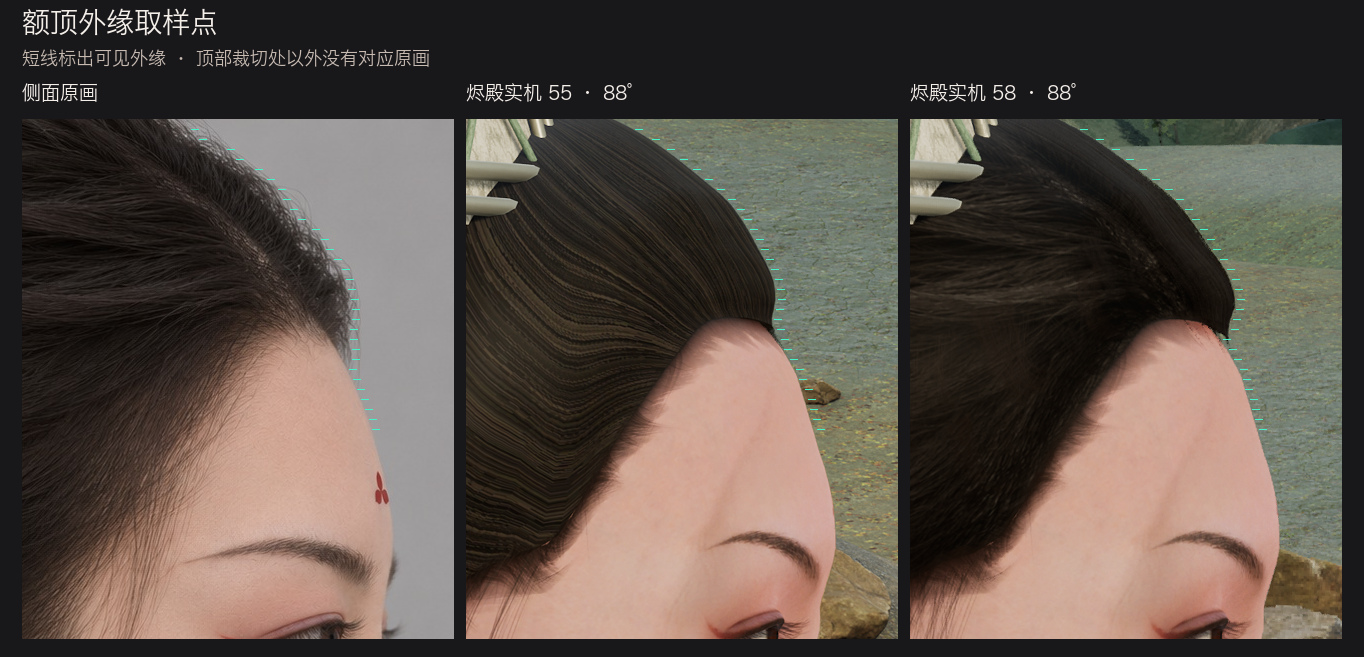 额顶外缘取样点
短线标出可见外缘 · 顶部裁切处以外没有对应原画
侧面原画
烬殿实机 55 · 88°
烬殿实机 58 · 88°